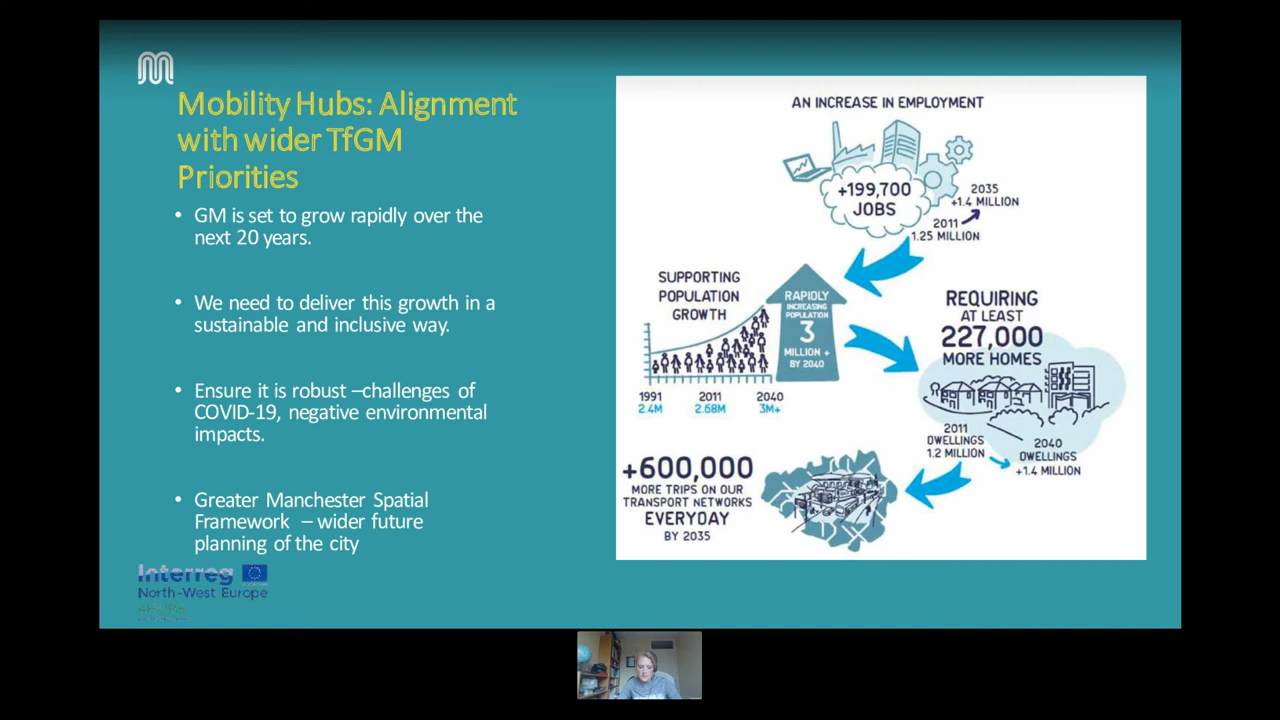 Mobility Hubs: Alignment
with wider TfGM
Priorities
• GM is set to grow rapidly over the
next 20 years.
• We need to deliver this growth in a
sustainable and inclusive way.
• Ensure it is robust –challenges of
COVID-19, negative environmental
impacts.
• Greater Manchester Spatial
Framework – wider future
planning of the city
Interreg
North-West Europe
AN INCREASE IN EMPLOYMENT
+199,700
JOBS
2035
+1.4 MILLION
2011
1.25 MILLION
SUPPORTING
POPULATION
GROWTH
RAPIDLY
INCREASING
POPULATION
3
MILLION +
BY 2040
1991 2011 2040
2.4M 2.68M 3M+
REQUIRING
AT LEAST
227,000
MORE HOMES
2011
DWELLINGS
1.2 MILLION
2040
DWELLINGS
+1.4 MILLION
+600,000
MORE TRIPS ON OUR
TRANSPORT NETWORKS
EVERYDAY
BY 2035